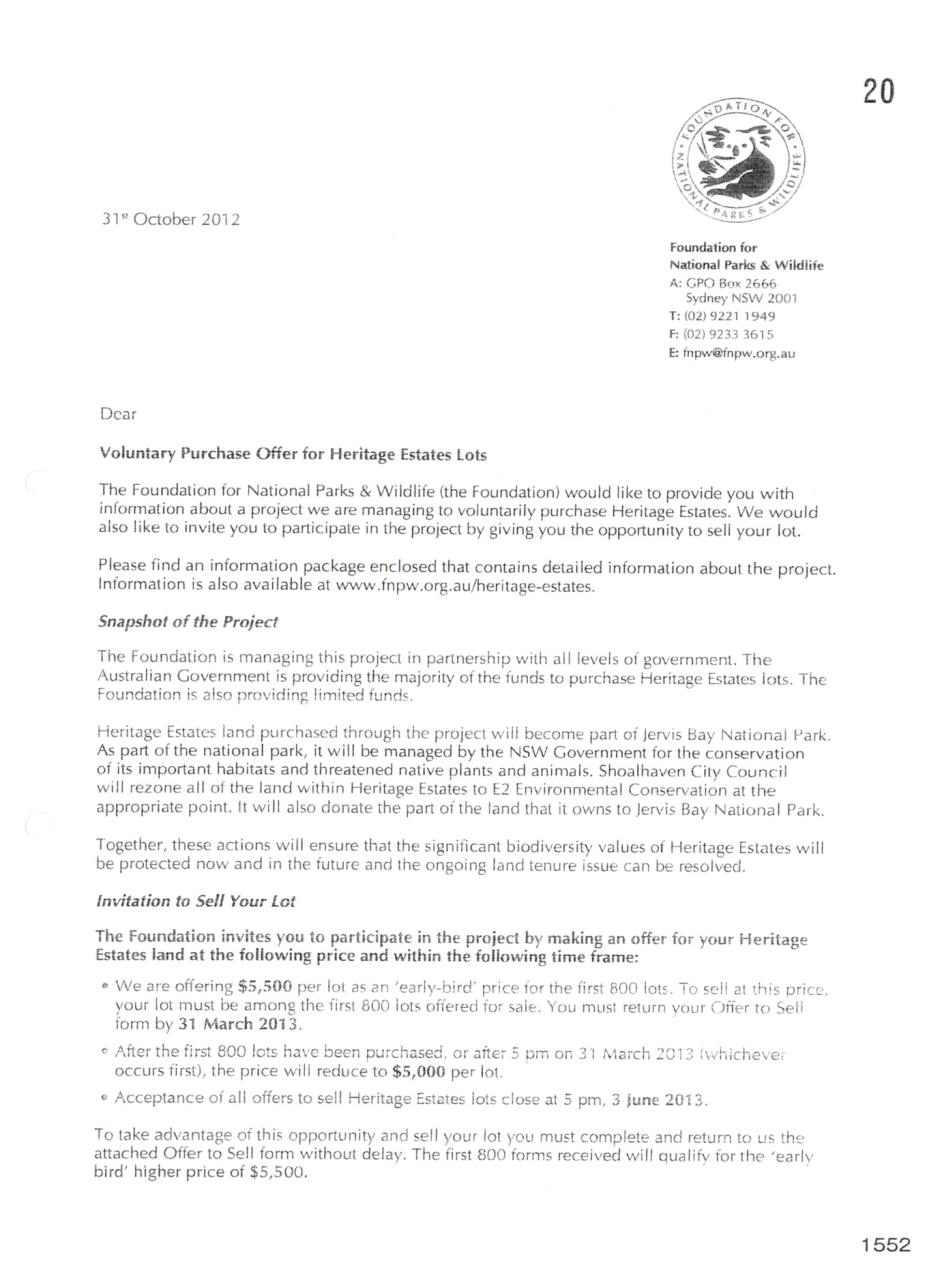 20
FOUNDATION FOR
NATIONAL PARKS & WILDLIFE
31st October 2012
Foundation for
National Parks & Wildlife
A: GPO Box 2666
Sydney NSW 2001
T: (02) 9221 1949
F: (02) 9233 3615
E: fnpw@fnpw.org.au
Dear
Voluntary Purchase Offer for Heritage Estates Lots
The Foundation for National Parks & Wildlife (the Foundation) would like to provide you with
information about a project we are managing to voluntarily purchase Heritage Estates. We would
also like to invite you to participate in the project by giving you the opportunity to sell your lot.
Please find an information package enclosed that contains detailed information about the project.
Information is also available at www.fnpw.org.au/heritage-estates.
Snapshot of the Project
The Foundation is managing this project in partnership with all levels of government. The
Australian Government is providing the majority of the funds to purchase Heritage Estates lots. The
Foundation is also providing limited funds.
Heritage Estates land purchased through the project will become part of Jervis Bay National Park.
As part of the national park, it will be managed by the NSW Government for the conservation
of its important habitats and threatened native plants and animals. Shoalhaven City Council
will rezone all of the land within Heritage Estates to E2 Environmental Conservation at the
appropriate point. It will also donate the part of the land that it owns to Jervis Bay National Park.
Together, these actions will ensure that the significant biodiversity values of Heritage Estates will
be protected now and in the future and the ongoing land tenure issue can be resolved.
Invitation to Sell Your Lot
The Foundation invites you to participate in the project by making an offer for your Heritage
Estates land at the following price and within the following time frame:
• We are offering $5,500 per lot as an 'early-bird' price for the first 800 lots. To sell at this price,
your lot must be among the first 800 lots offered for sale. You must return your Offer to Sell
form by 31 March 2013.
• After the first 800 lots have been purchased, or after 5 pm on 31 March 2013 (whichever
occurs first), the price will reduce to $5,000 per lot.
• Acceptance of all offers to sell Heritage Estates lots close at 5 pm, 3 june 2013.
To take advantage of this opportunity and sell your lot you must complete and return to us the
attached Offer to Sell form without delay. The first 800 forms received will qualify for the 'early
bird' higher price of $5,500.
1552